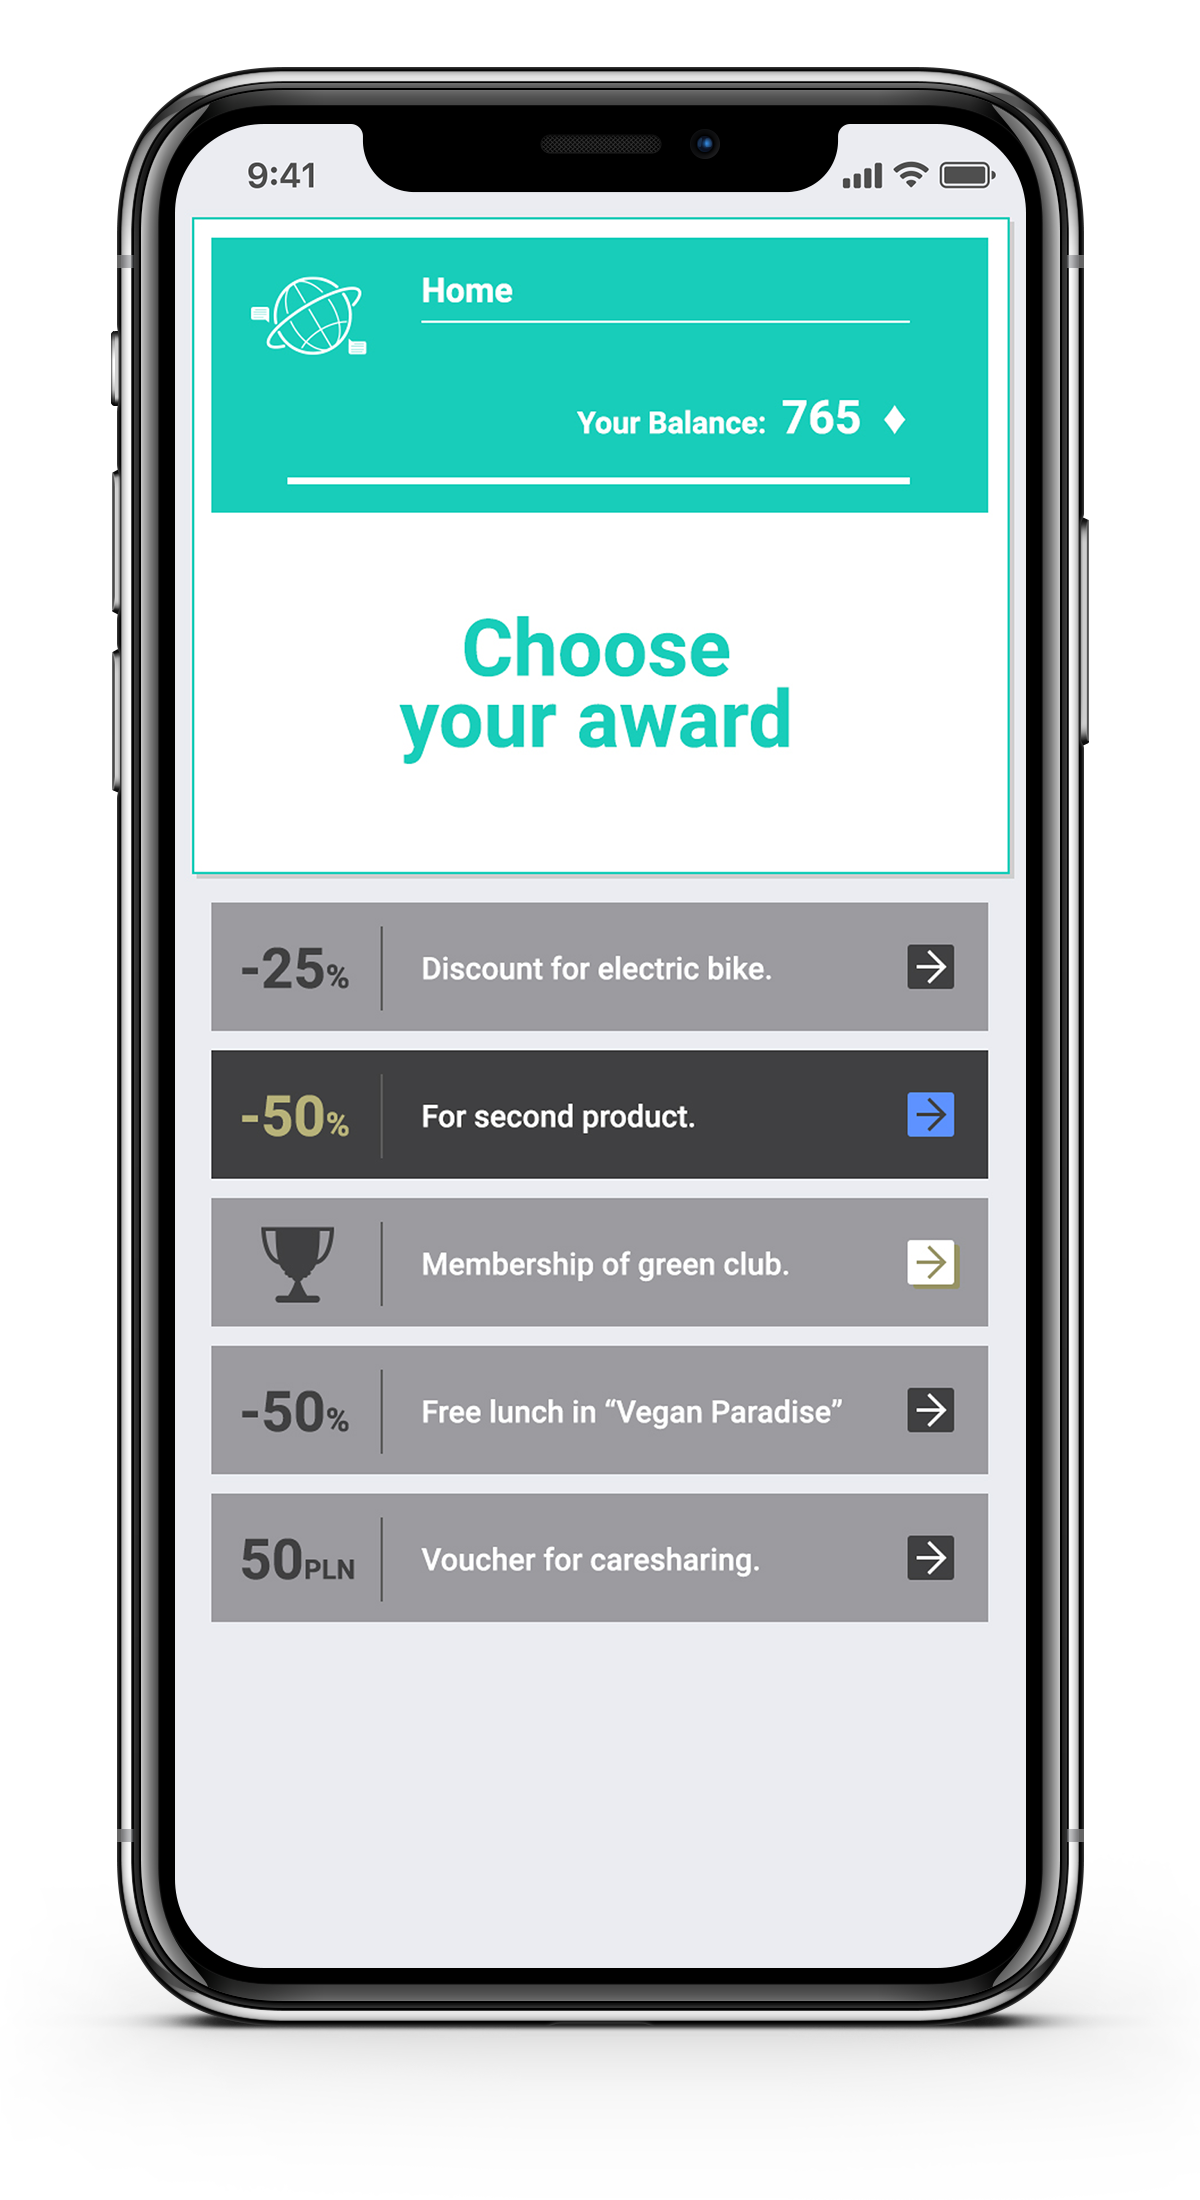 9:41
Home
Your Balance: 765
Choose
your award
-25% Discount for electric bike.
-50% For second product.
Membership of green club.
-50% Free lunch in “Vegan Paradise”
50PLN Voucher for caresharing.